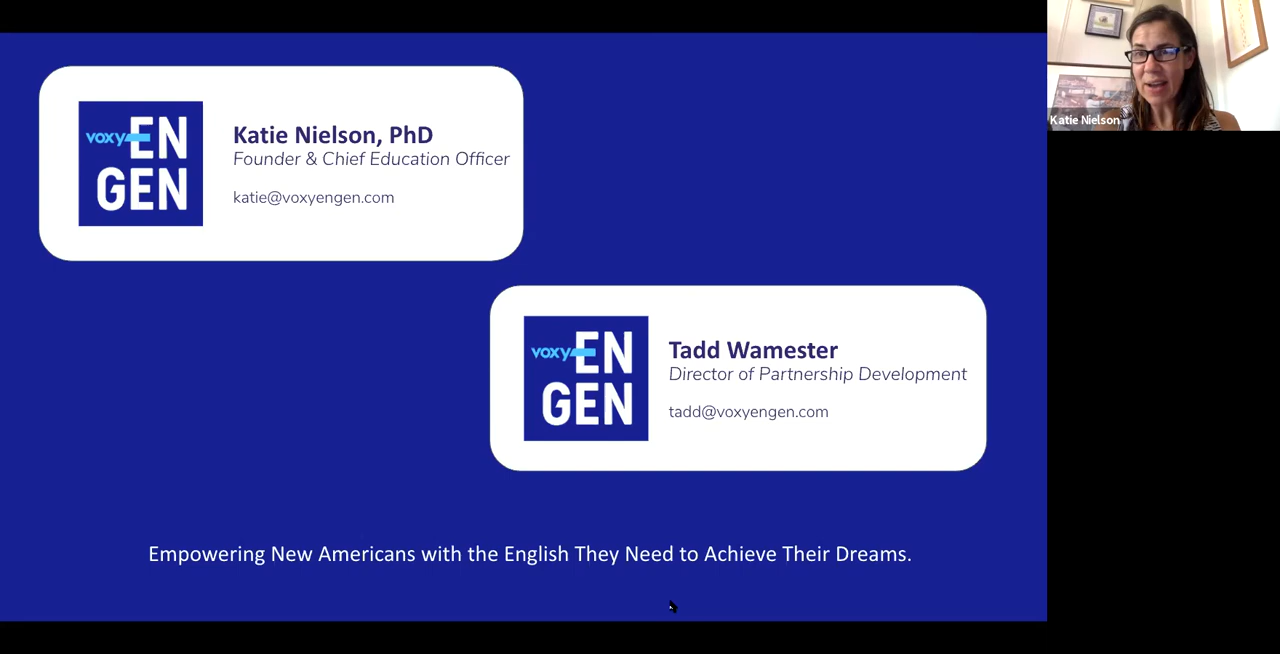 voxy EN
GEN
Katie Nielson, PhD
Founder & Chief Education Officer
katie@voxyengen.com
voxy EN
GEN
Tadd Wamester
Director of Partnership Development
tadd@voxyengen.com
Empowering New Americans with the English They Need to Achieve Their Dreams.
Katie Nielson